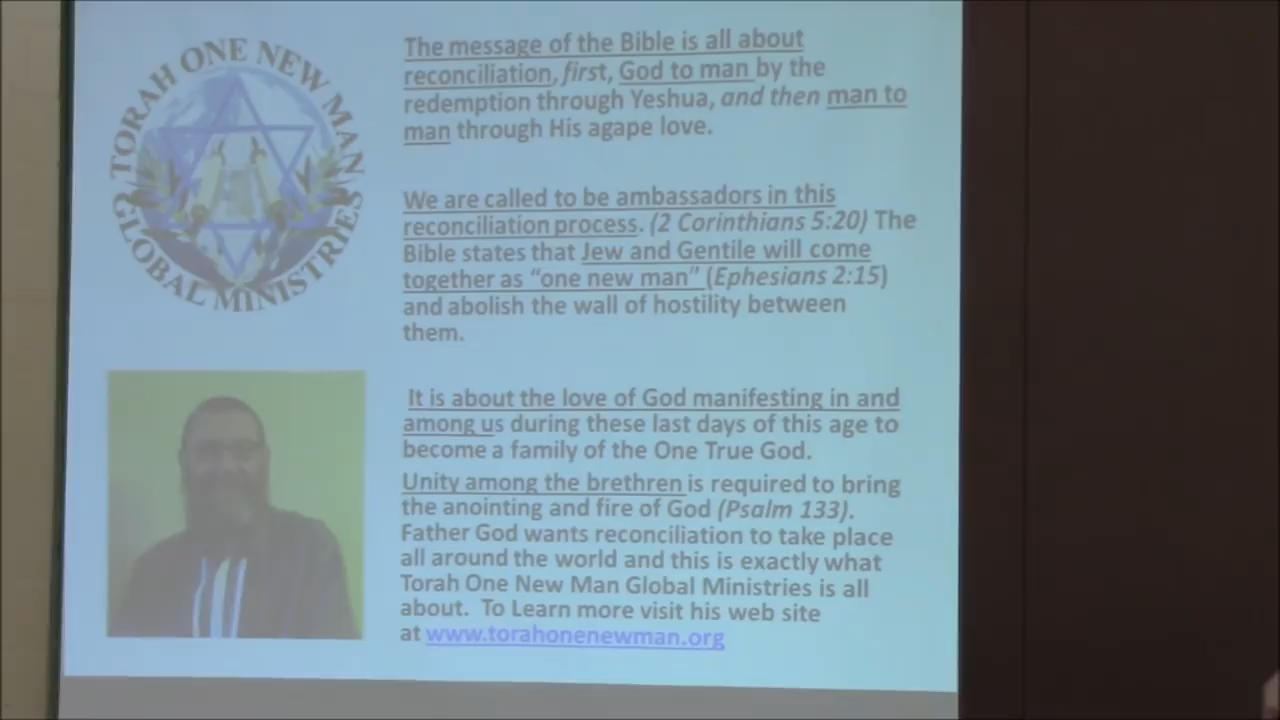 TORAH ONE NEW MAN
GLOBAL MINISTRIES
The message of the Bible is all about
reconciliation, first, God to man by the
redemption through Yeshua, and then man to
man through His agape love.
We are called to be ambassadors in this
reconciliation process. (2 Corinthians 5:20) The
Bible states that Jew and Gentile will come
together as “one new man” (Ephesians 2:15)
and abolish the wall of hostility between
them.
It is about the love of God manifesting in and
among us during these last days of this age to
become a family of the One True God.
Unity among the brethren is required to bring
the anointing and fire of God (Psalm 133).
Father God wants reconciliation to take place
all around the world and this is exactly what
Torah One New Man Global Ministries is all
about. To Learn more visit his web site
at www.torahonenewman.org